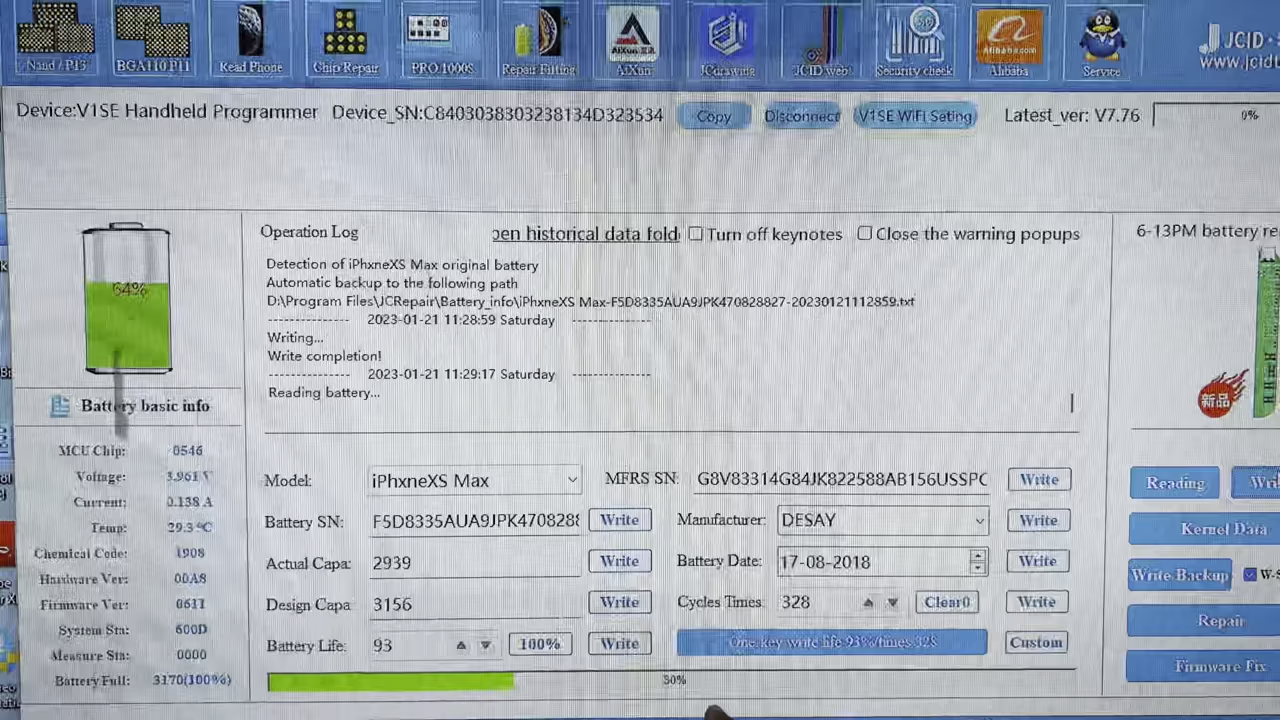 Nand / P13
BGA110 P11
Read Phone
Chip Repair
PRO 1000S
Repair Fitting
AiXun
JCdrawing
JCID web
Security check
Alibaba.com
Alibaba
Service
JCID
www.jcid
Device:V1SE Handheld Programmer Device_SN:C8403038303238134D323534 Copy Disconnect V1SE WiFi Seting Latest_ver: V7.76 0%
Operation Log pen historical data fold Turn off keynotes Close the warning popups
6-13PM battery re
64%
Detection of iPhxneXS Max original battery
Automatic backup to the following path
D:\Program Files\JCRepair\Battery_info\iPhxneXS Max-F5D8335AUA9JPK470828827-20230121112859.txt
--------------- 2023-01-21 11:28:59 Saturday ---------------
Writing...
Write completion!
--------------- 2023-01-21 11:29:17 Saturday ---------------
Reading battery...
新品
Battery basic info
MCU Chip: 0546
Voltage: 3.961 V
Current: 0.138 A
Temp: 29.3 ℃
Chemical Code: 1908
Hardware Ver: 00A8
Firmware Ver: 0611
System Sta: 600D
Measure Sta: 0000
Battery Full: 3170(100%)
Model: iPhxneXS Max MFRS SN: G8V83314G84JK822588AB156USSPC Write
Battery SN: F5D8335AUA9JPK470828 Write Manfacturer: DESAY Write
Actual Capa: 2939 Write Battery Date: 17-08-2018 Write
Design Capa: 3156 Write Cycles Times: 328 Clear0 Write
Battery Life: 93 100% Write One key write life 93%/times 328 Custom
30%
Reading Wri
Kernel Data
Write Backup W-S
Repair
Firmware Fix